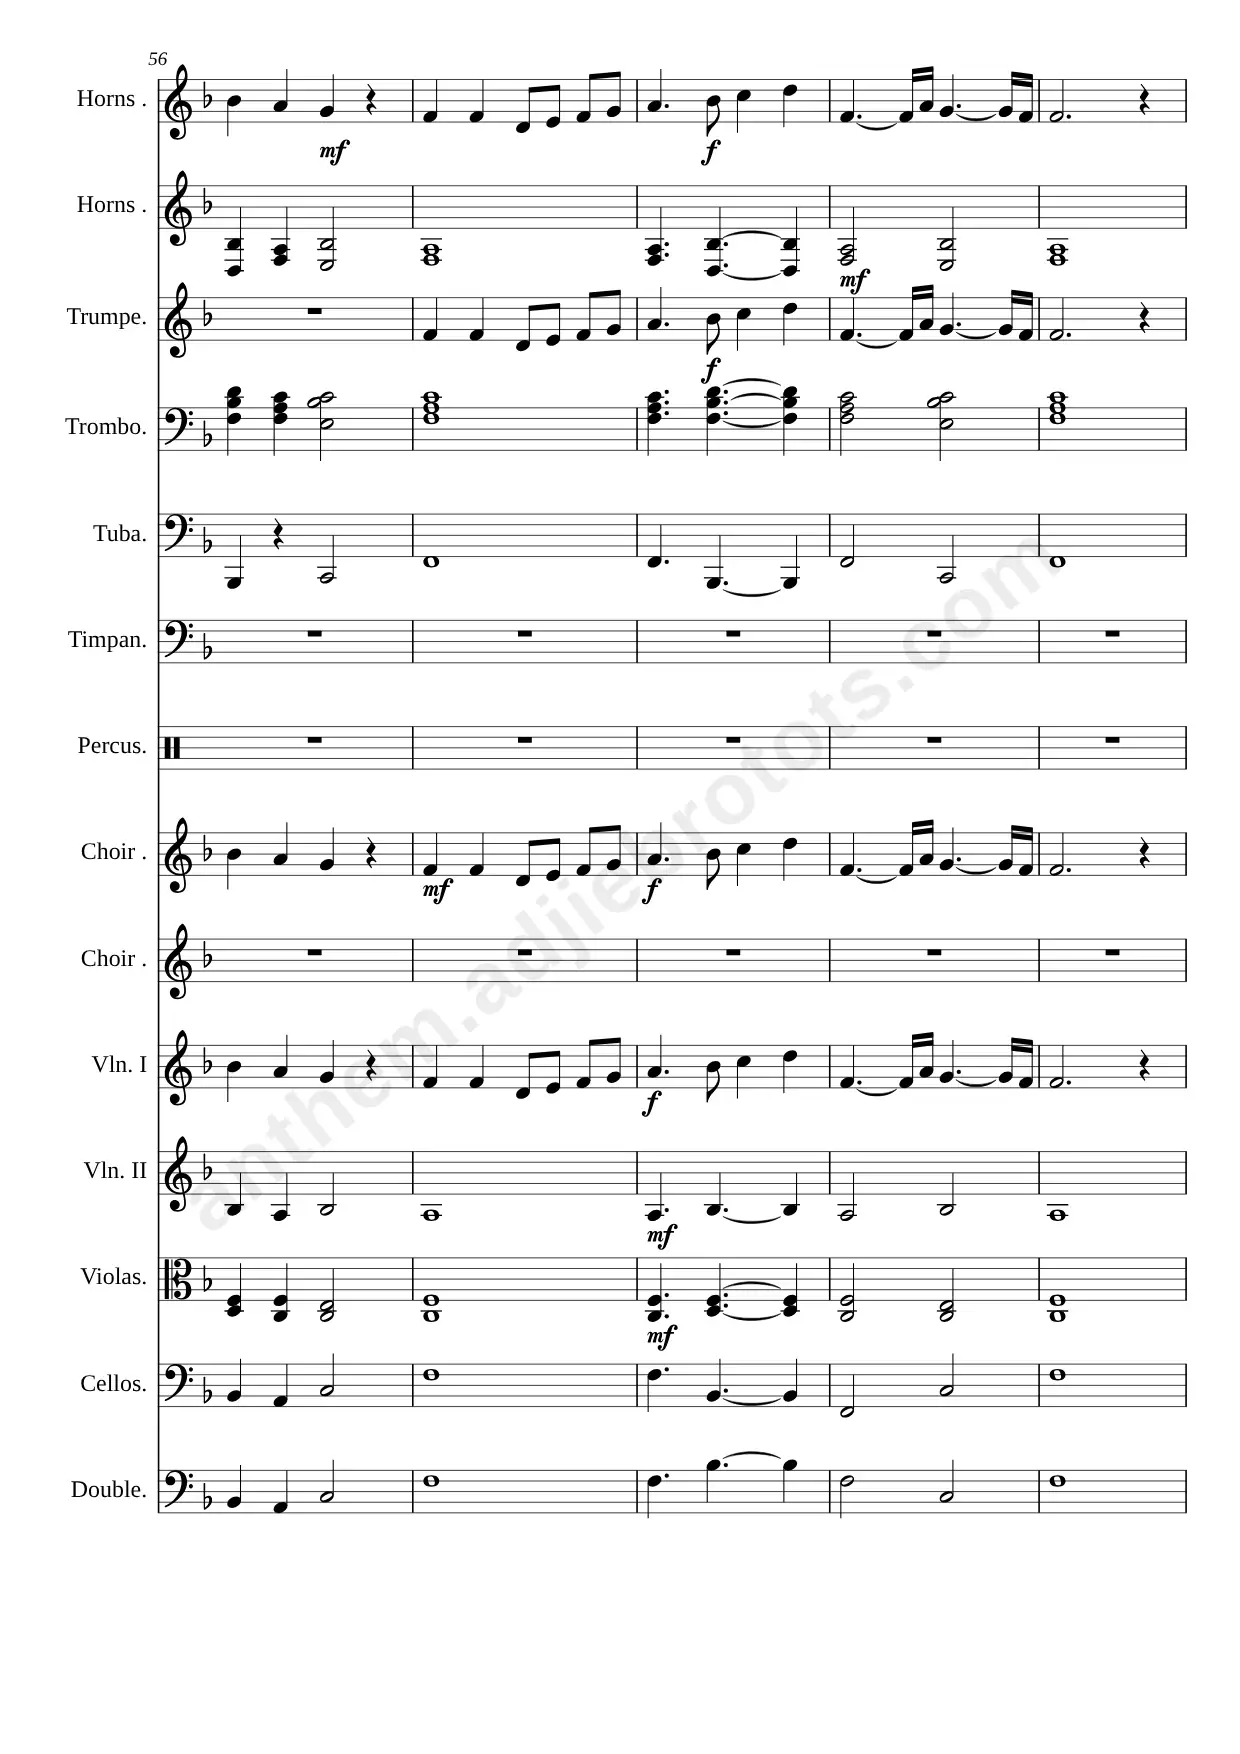 56
Horns .
mf
f
Horns .
mf
Trumpe.
f
Trombo.
Tuba.
Timpan.
Percus.
Choir .
mf
f
Choir .
Vln. I
f
Vln. II
mf
Violas.
mf
Cellos.
Double.
anthem.adjiebrotots.com